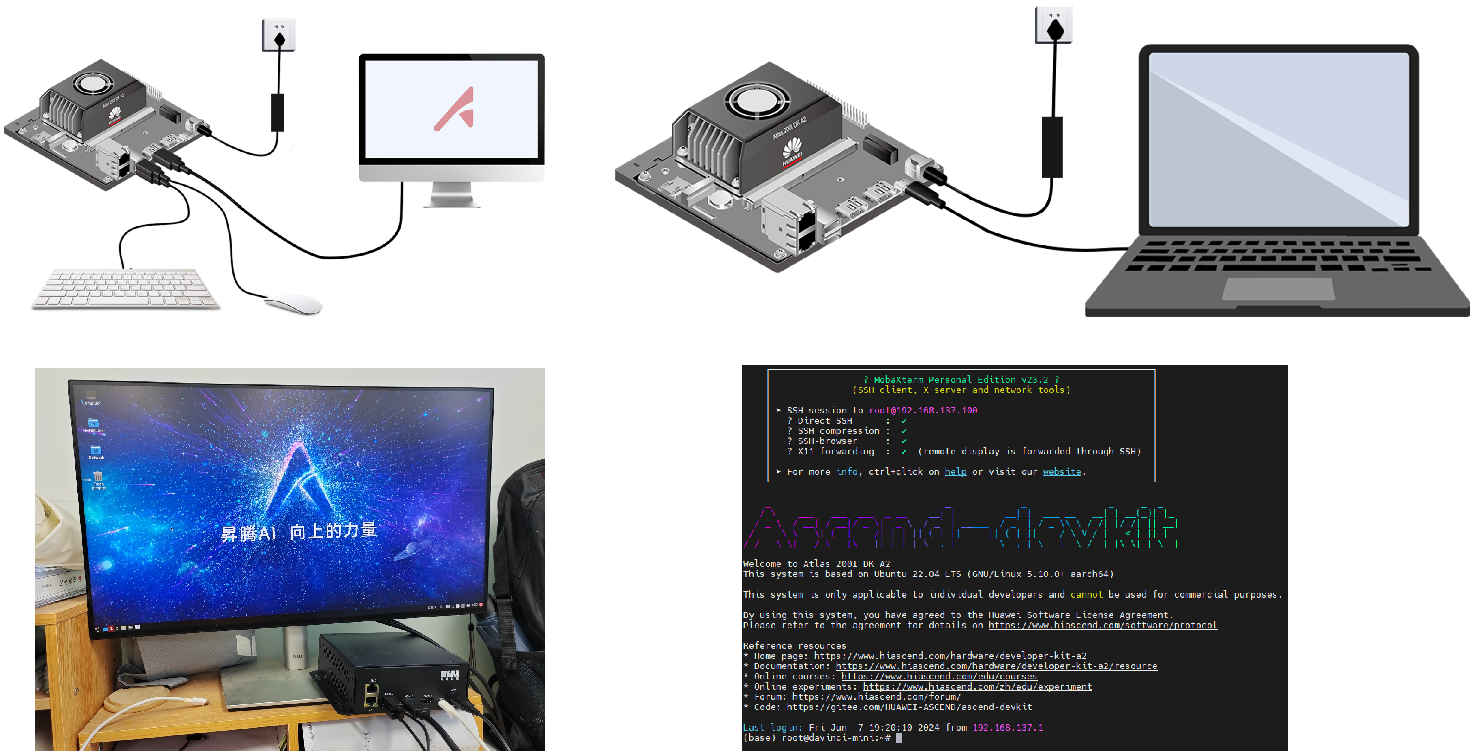 HUAWEI
Atlas 200I DK A2
HUAWEI
昇腾AI 向上的力量
? MobaXterm Personal Edition v23.2 ?
(SSH client, X server and network tools)
➤ SSH session to root@192.168.137.100
? Direct SSH : ✔
? SSH compression : ✔
? SSH-browser : ✔
? X11-forwarding : ✔ (remote display is forwarded through SSH)
➤ For more info, ctrl+click on help or visit our website.
Ascend-devkit
Welcome to Atlas 200I DK A2
This system is based on Ubuntu 22.04 LTS (GNU/Linux 5.10.0+ aarch64)
This system is only applicable to individual developers and cannot be used for commercial purposes.
By using this system, you have agreed to the Huawei Software License Agreement.
Please refer to the agreement for details on https://www.hiascend.com/software/protocol
Reference resources
* Home page: https://www.hiascend.com/hardware/developer-kit-a2
* Documentation: https://www.hiascend.com/hardware/developer-kit-a2/resource
* Online courses: https://www.hiascend.com/edu/courses
* Online experiments: https://www.hiascend.com/zh/edu/experiment
* Forum: https://www.hiascend.com/forum/
* Code: https://gitee.com/HUAWEI-ASCEND/ascend-devkit
Last login: Fri Jun 7 19:20:10 2024 from 192.168.137.1
(base) root@davinci-mini:~#